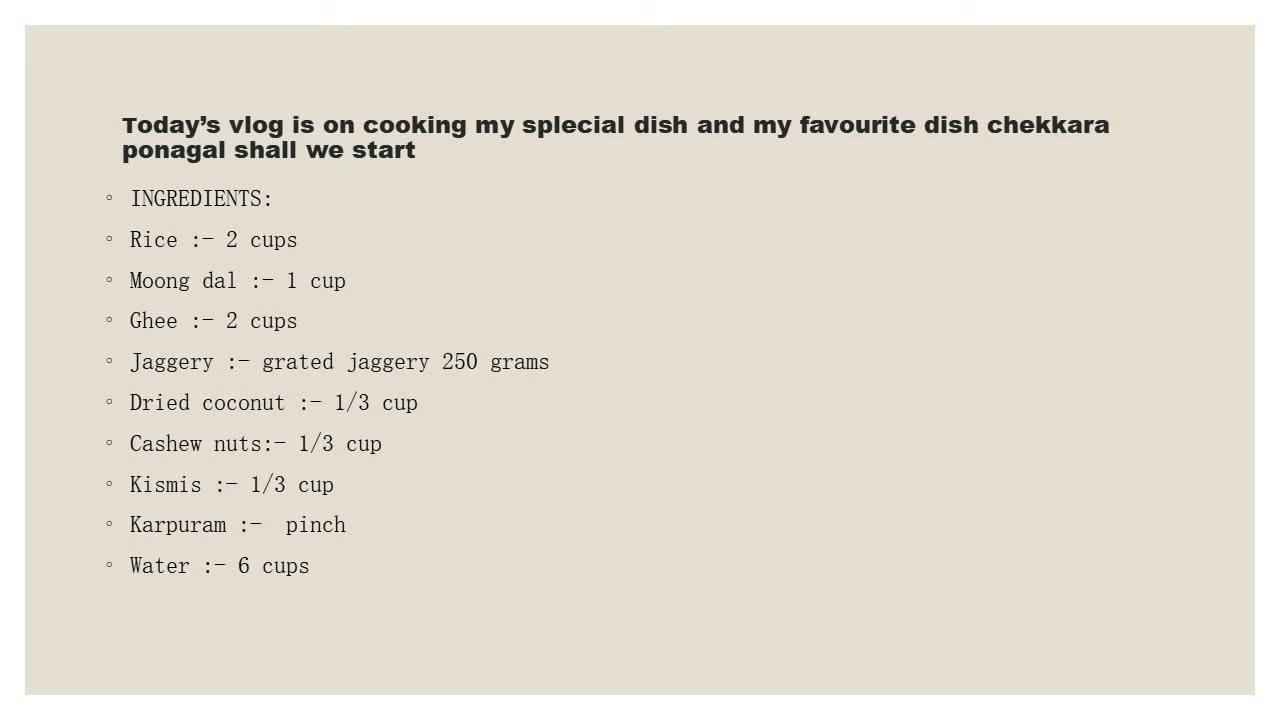 Today’s vlog is on cooking my splecial dish and my favourite dish chekkara
ponagal shall we start
◦ INGREDIENTS:
◦ Rice :- 2 cups
◦ Moong dal :- 1 cup
◦ Ghee :- 2 cups
◦ Jaggery :- grated jaggery 250 grams
◦ Dried coconut :- 1/3 cup
◦ Cashew nuts:- 1/3 cup
◦ Kismis :- 1/3 cup
◦ Karpuram :-  pinch
◦ Water :- 6 cups